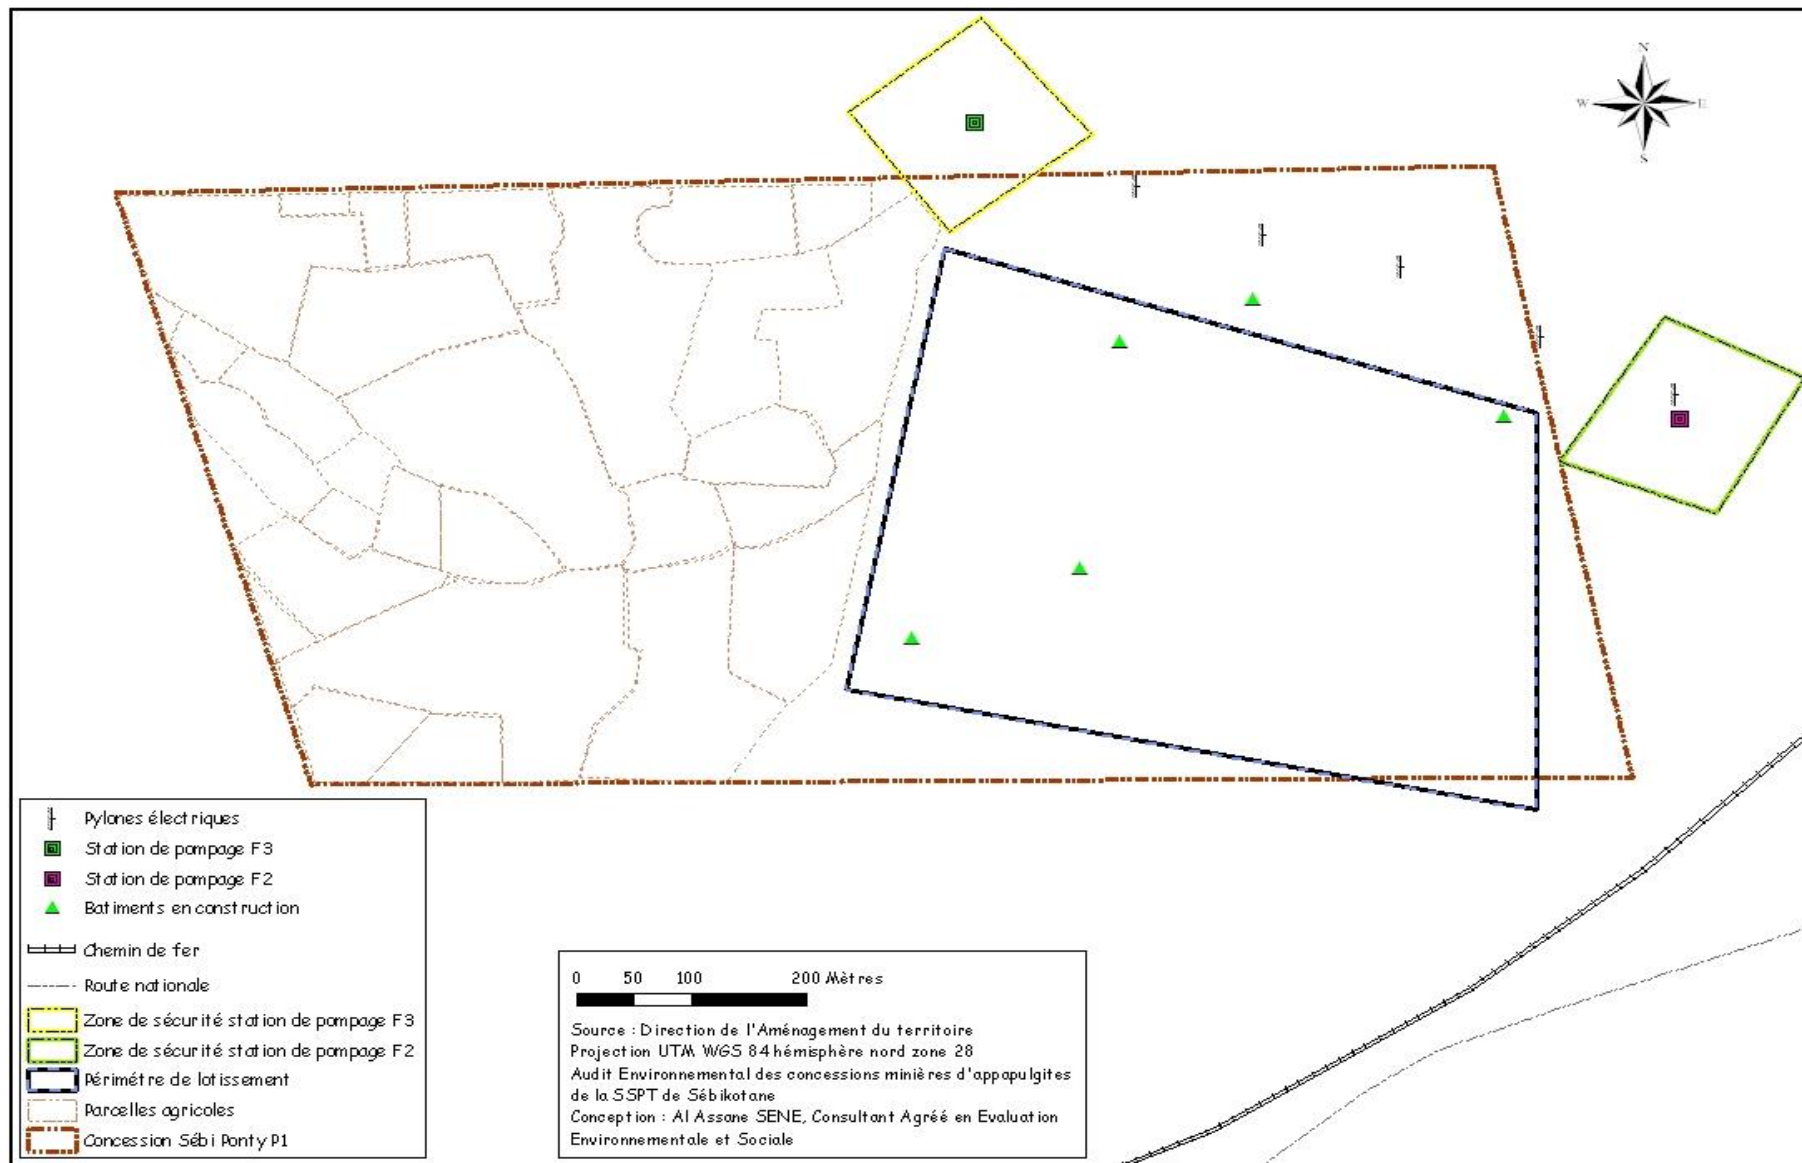 N
W E
S
Pylones électriques
Station de pompage F3
Station de pompage F2
Batiments en construction
Chemin de fer
Route nationale
Zone de sécurité station de pompage F3
Zone de sécurité station de pompage F2
Périmétre de lotissement
Parcelles agricoles
Concession Sébi Ponty P1
0 50 100 200 Mètres
Source : Direction de l'Aménagement du territoire
Projection UTM WGS 84 hémisphère nord zone 28
Audit Environnemental des concessions minières d'appapulgites
de la SSPT de Sébikotane
Conception : Al Assane SENE, Consultant Agréé en Evaluation
Environnementale et Sociale